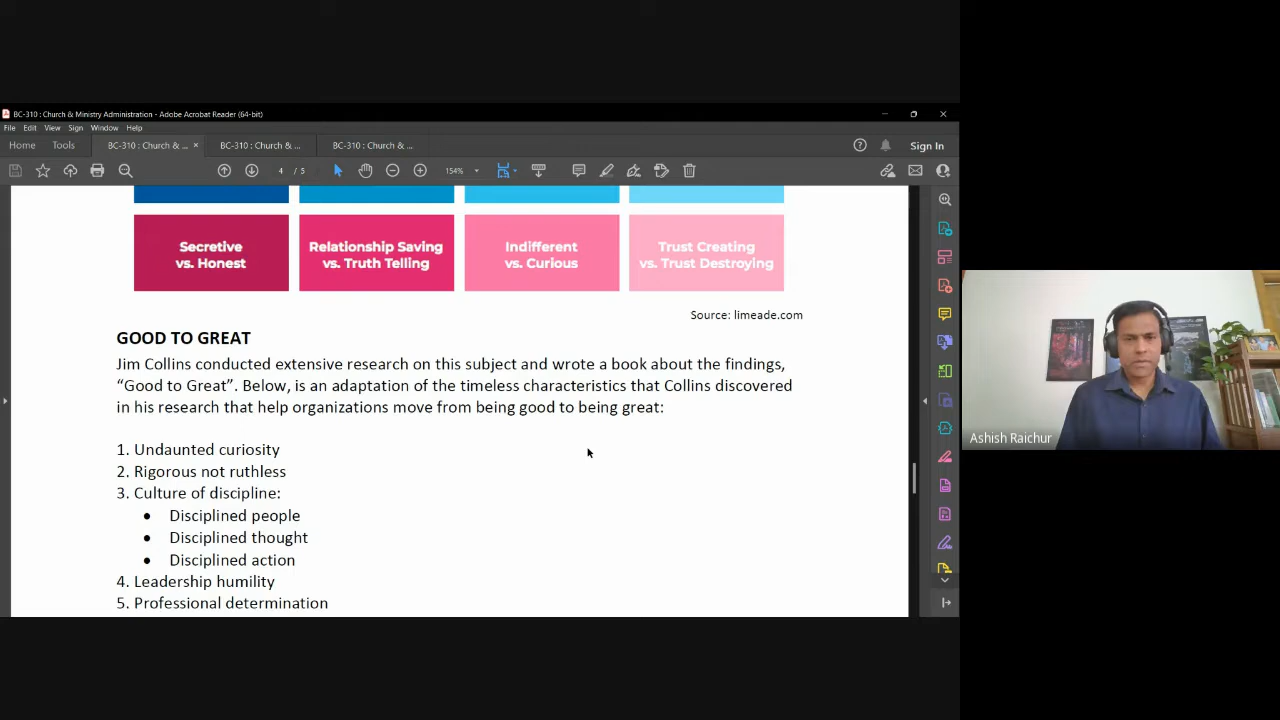 BC-310 : Church & Ministry Administration - Adobe Acrobat Reader (64-bit)
File Edit View Sign Window Help
Home Tools BC-310 : Church & ... × BC-310 : Church & ... BC-310 : Church & ... Sign In
4 / 5 154%
Secretive
vs. Honest
Relationship Saving
vs. Truth Telling
Indifferent
vs. Curious
Trust Creating
vs. Trust Destroying
Source: limeade.com
GOOD TO GREAT
Jim Collins conducted extensive research on this subject and wrote a book about the findings,
“Good to Great”. Below, is an adaptation of the timeless characteristics that Collins discovered
in his research that help organizations move from being good to being great:
1. Undaunted curiosity
2. Rigorous not ruthless
3. Culture of discipline:
• Disciplined people
• Disciplined thought
• Disciplined action
4. Leadership humility
5. Professional determination
Ashish Raichur